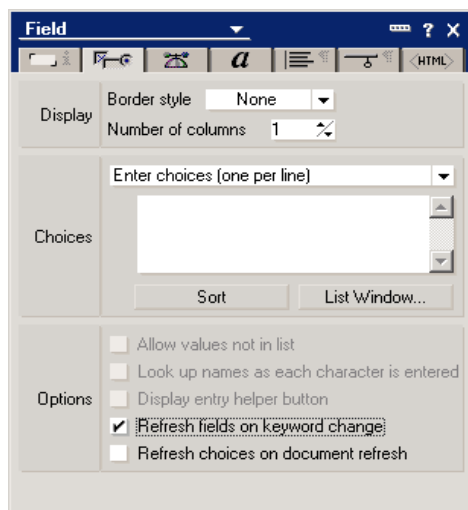 Field
? X
a
<HTML>
Display
Border style None
Number of columns 1
Choices
Enter choices (one per line)
Sort
List Window...
Options
Allow values not in list
Look up names as each character is entered
Display entry helper button
Refresh fields on keyword change
Refresh choices on document refresh